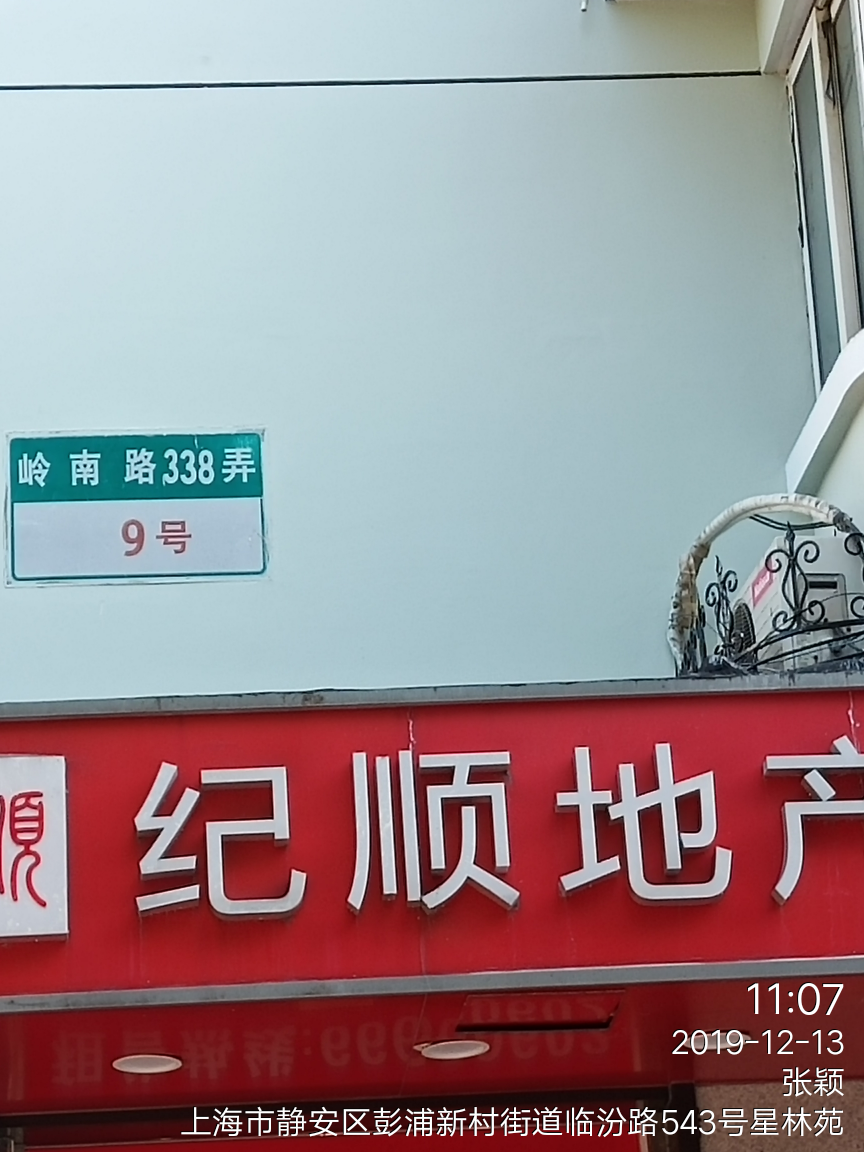 岭南路338弄
9号
纪顺地产
11:07
2019-12-13
张颖
上海市静安区彭浦新村街道临汾路543号星林苑